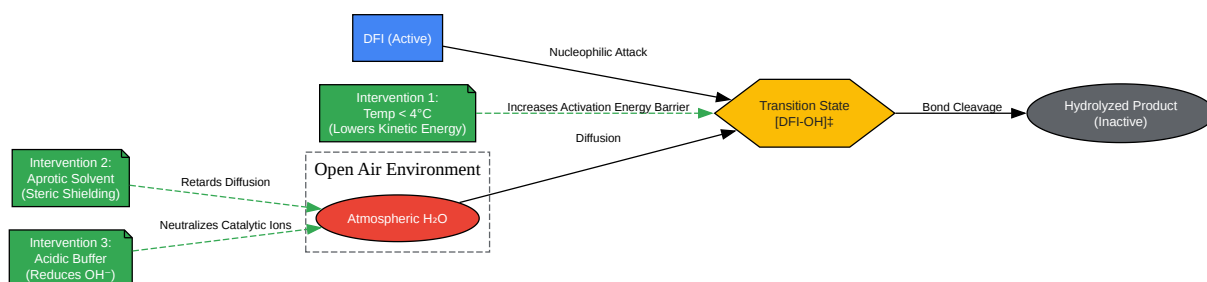 DFI (Active)
Nucleophilic Attack
Intervention 1:
Temp < 4°C
(Lowers Kinetic Energy)
Increases Activation Energy Barrier
Transition State
[DFI-OH]‡
Bond Cleavage
Hydrolyzed Product
(Inactive)
Diffusion
Open Air Environment
Intervention 2:
Aprotic Solvent
(Steric Shielding)
Retards Diffusion
Atmospheric H₂O
Neutralizes Catalytic Ions
Intervention 3:
Acidic Buffer
(Reduces OH⁻)